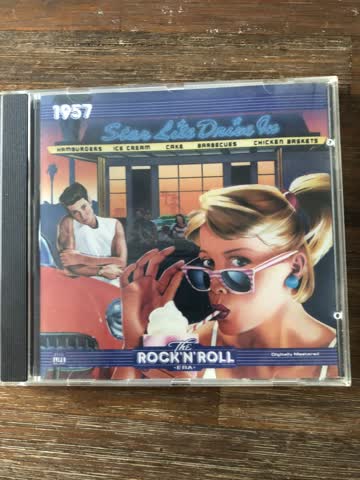 1957
Star Lite Drive In
HAMBURGERS ICE CREAM CAKE BARBECUES CHICKEN BASKETS
The
ROCK'N'ROLL
·ERA·
Digitally Mastered